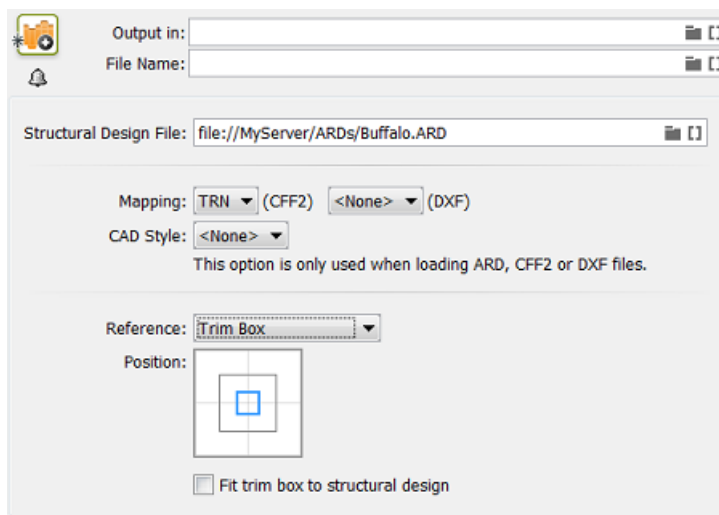 Output in:
File Name:
Structural Design File: file://MyServer/ARDs/Buffalo.ARD
Mapping: TRN (CFF2) <None> (DXF)
CAD Style: <None>
This option is only used when loading ARD, CFF2 or DXF files.
Reference: Trim Box
Position:
Fit trim box to structural design